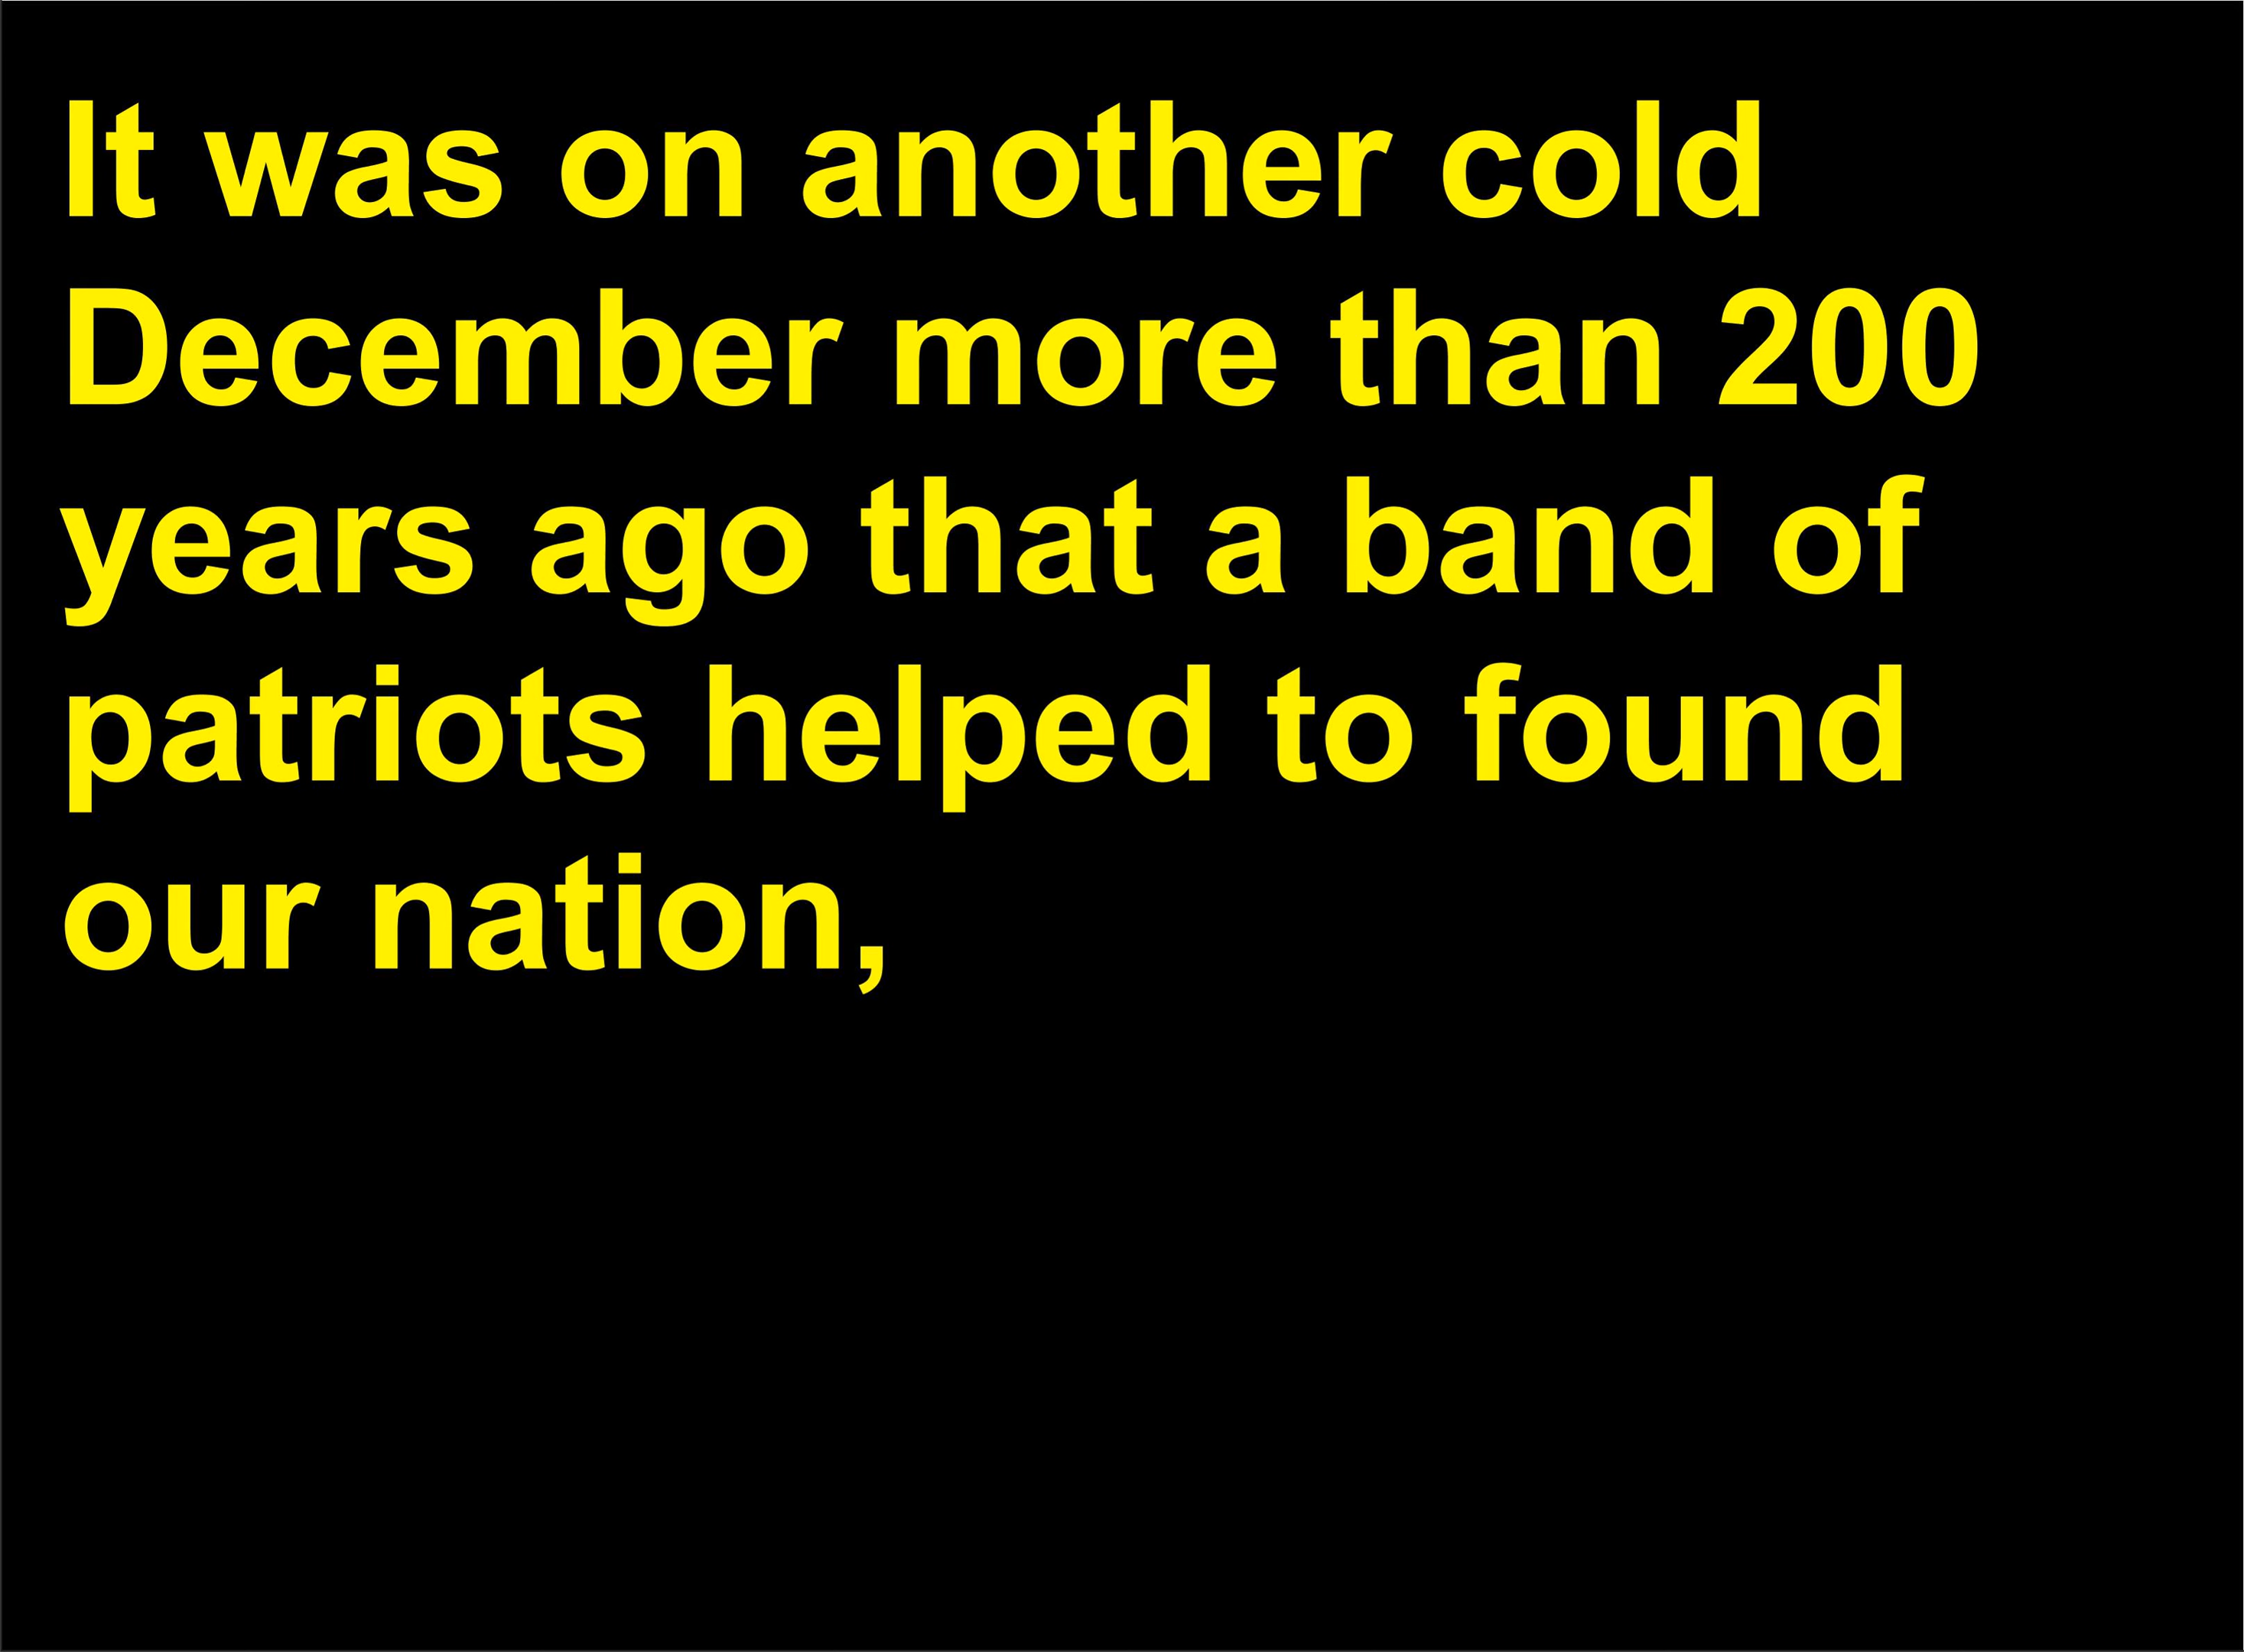 It was on another cold
December more than 200
years ago that a band of
patriots helped to found
our nation,